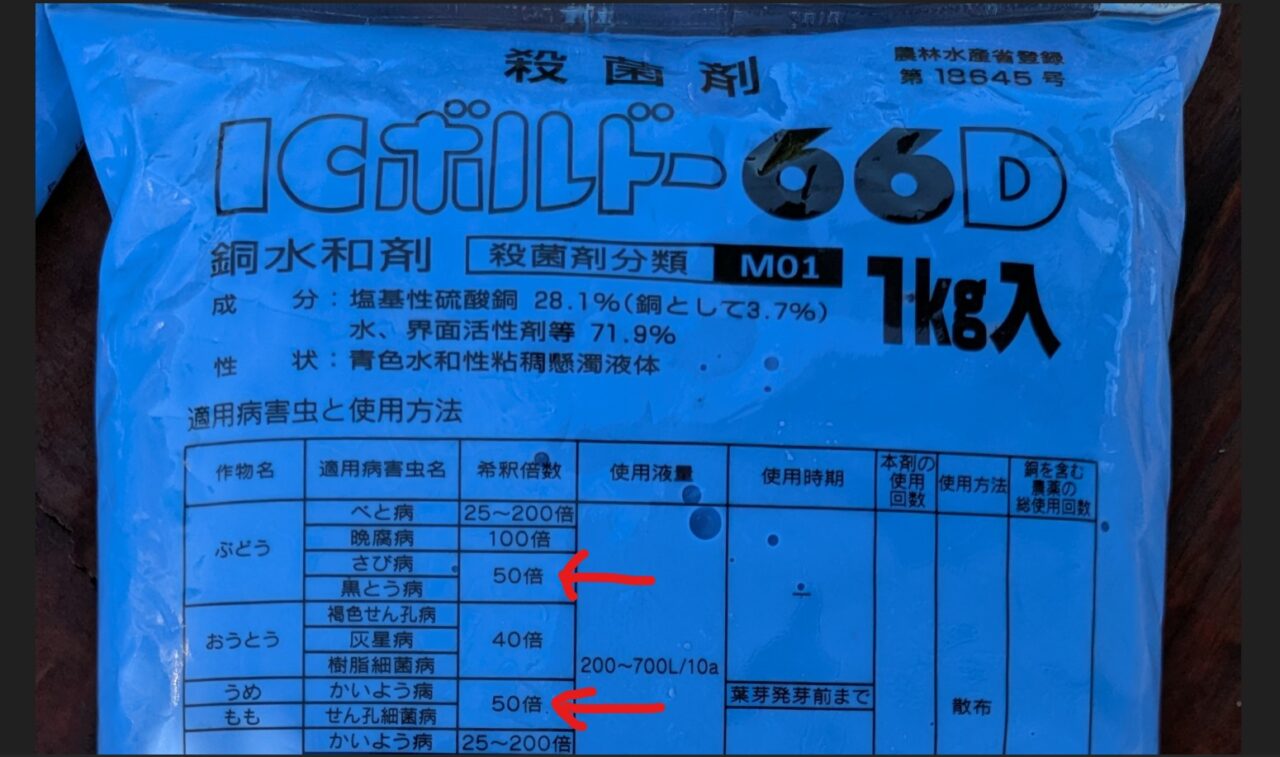 殺菌剤
農林水産省登録
第18645号
ICボルドー66D
銅水和剤 殺菌剤分類 M01
1kg入
成 分:塩基性硫酸銅 28.1%(銅として3.7%)
水、界面活性剤等 71.9%
性 状:青色水和性粘稠懸濁液体
適用病害虫と使用方法
作物名 適用病害虫名 希釈倍数 使用液量 使用時期 本剤の使用回数 使用方法 銅を含む農薬の総使用回数
ぶどう べと病 25~200倍
晩腐病 100倍
さび病 50倍
黒とう病
おうとう 褐色せん孔病 40倍
灰星病
樹脂細菌病 200~700L/10a
うめ かいよう病 50倍 葉芽発芽前まで
もも せん孔細菌病 散布
かいよう病 25~200倍